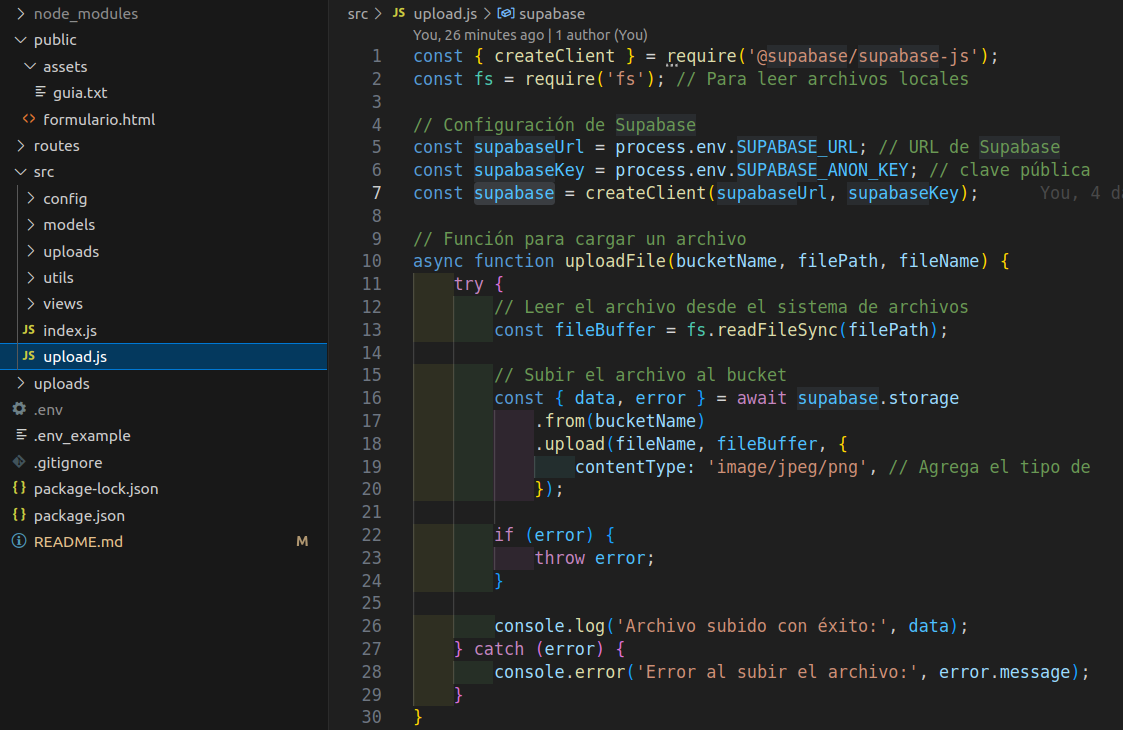 node_modules
public
assets
guia.txt
formulario.html
routes
src
config
models
uploads
utils
views
JS index.js
JS upload.js
uploads
.env
.env_example
.gitignore
{} package-lock.json
{} package.json
README.md M
src > JS upload.js > supabase
You, 26 minutes ago | 1 author (You)
1 const { createClient } = require('@supabase/supabase-js');
2 const fs = require('fs'); // Para leer archivos locales
3
4 // Configuración de Supabase
5 const supabaseUrl = process.env.SUPABASE_URL; // URL de Supabase
6 const supabaseKey = process.env.SUPABASE_ANON_KEY; // clave pública
7 const supabase = createClient(supabaseUrl, supabaseKey); You, 4 da
8
9 // Función para cargar un archivo
10 async function uploadFile(bucketName, filePath, fileName) {
11 try {
12 // Leer el archivo desde el sistema de archivos
13 const fileBuffer = fs.readFileSync(filePath);
14
15 // Subir el archivo al bucket
16 const { data, error } = await supabase.storage
17 .from(bucketName)
18 .upload(fileName, fileBuffer, {
19 contentType: 'image/jpeg/png', // Agrega el tipo de
20 });
21
22 if (error) {
23 throw error;
24 }
25
26 console.log('Archivo subido con éxito:', data);
27 } catch (error) {
28 console.error('Error al subir el archivo:', error.message);
29 }
30 }